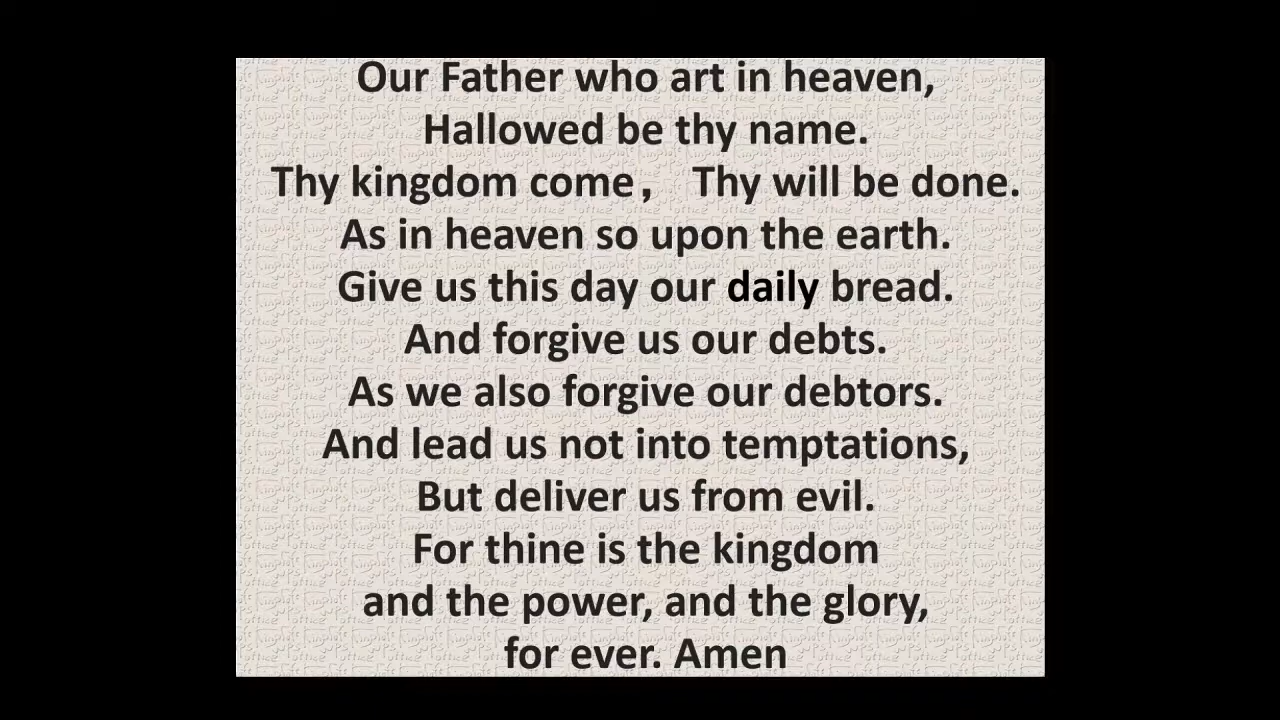 Our Father who art in heaven,
Hallowed be thy name.
Thy kingdom come， Thy will be done.
As in heaven so upon the earth.
Give us this day our daily bread.
And forgive us our debts.
As we also forgive our debtors.
And lead us not into temptations,
But deliver us from evil.
For thine is the kingdom
and the power, and the glory,
for ever. Amen